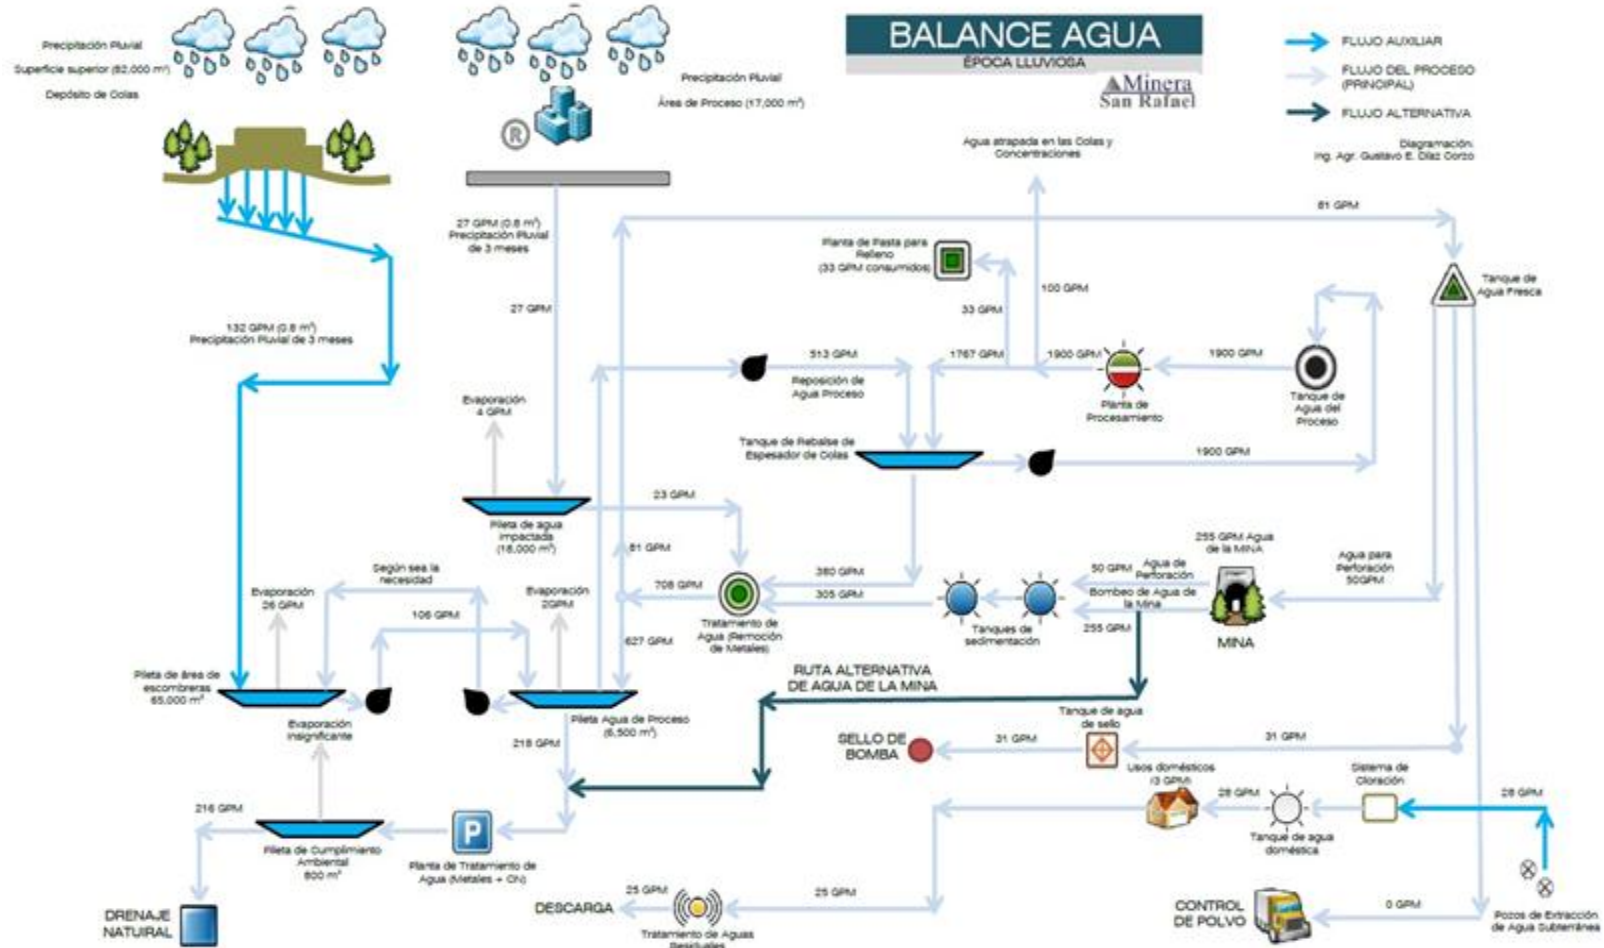 BALANCE AGUA
ÉPOCA LLUVIOSA
Minera
San Rafael
FLUJO AUXILIAR
FLUJO DEL PROCESO
(PRINCIPAL)
FLUJO ALTERNATIVA
Diagramación:
Ing. Agr. Gustavo E. Díaz Corzo
Precipitación Pluvial
Superficie superior (82,000 m²)
Depósito de Colas
Precipitación Pluvial
Área de Proceso (17,000 m²)
®
Agua atrapada en las Colas y
Concentraciones
27 GPM (0.8 m³)
Precipitación Pluvial
de 3 meses
81 GPM
Planta de Pasta para
Relleno
(33 GPM consumidos)
Tanque de
Agua Fresca
100 GPM
33 GPM
27 GPM
132 GPM (0.8 m³)
Precipitación Pluvial de 3 meses
513 GPM
1767 GPM
1900 GPM
1900 GPM
Reposición de
Agua Proceso
Planta de
Procesamiento
Tanque de
Agua del
Proceso
Evaporación
4 GPM
Tanque de Rebalse de
Espesador de Colas
1900 GPM
23 GPM
Pileta de agua
impactada
(18,000 m³)
81 GPM
255 GPM Agua
de la MINA
Agua para
Perforación
50GPM
Según sea la
necesidad
708 GPM
380 GPM
305 GPM
50 GPM
Agua de
Perforación
Bombeo de Agua de
la Mina
255 GPM
Evaporación
26 GPM
Evaporación
2GPM
106 GPM
627 GPM
Tratamiento de
Agua (Remoción
de Metales)
Tanques de
sedimentación
MINA
RUTA ALTERNATIVA
DE AGUA DE LA MINA
Pileta de área de
escombreras
65,000 m³
Evaporación
Insignificante
Pileta Agua de Proceso
(6,500 m³)
218 GPM
SELLO DE
BOMBA
31 GPM
Tanque de agua
de sello
31 GPM
Usos domésticos
(3 GPM)
28 GPM
Sistema de
Cloración
28 GPM
Tanque de agua
doméstica
216 GPM
Pileta de Cumplimiento
Ambiental
800 m³
P
Planta de Tratamiento de
Agua (Metales + CN)
DRENAJE
NATUIRAL
DESCARGA
25 GPM
25 GPM
Tratamiento de Aguas
Residuales
CONTROL
DE POLVO
0 GPM
Pozos de Extracción
de Agua Subterránea